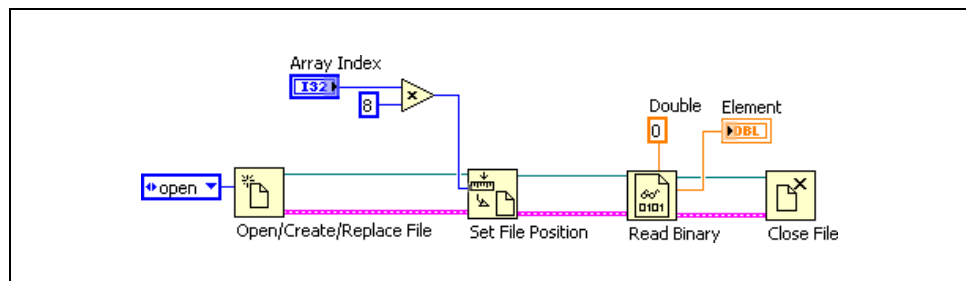 Array Index
I32
8
x
Double
Element
0
DBL
open
0101
Open/Create/Replace File
Set File Position
Read Binary
Close File